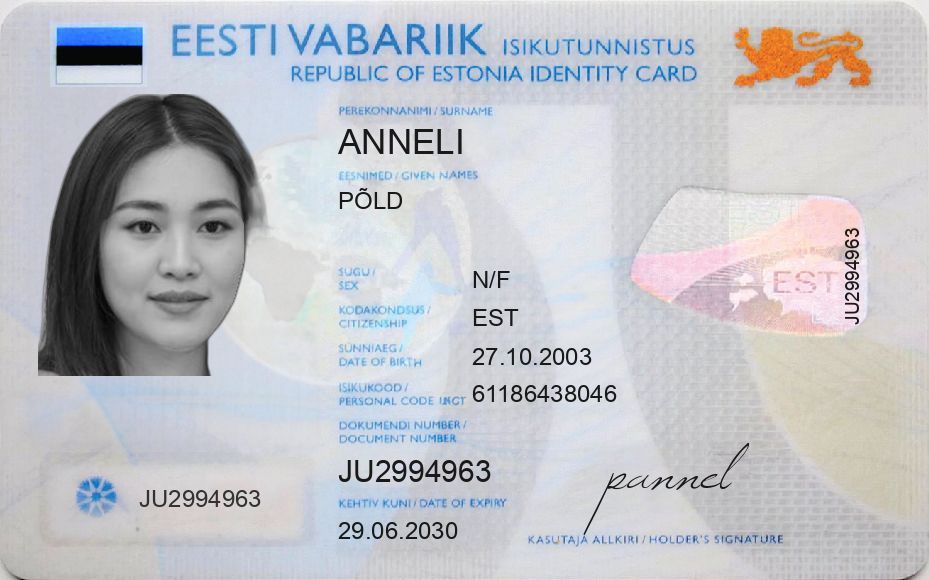 EESTI VABARIIK ISIKUTUNNISTUS
REPUBLIC OF ESTONIA IDENTITY CARD
PEREKONNANIMI / SURNAME
ANNELI
EESNIMED / GIVEN NAMES
PÕLD
SUGU / SEX
N/F
KODAKONDSUS / CITIZENSHIP
EST
SÜNNIAEG / DATE OF BIRTH
27.10.2003
ISIKUKOOD / PERSONAL CODE
61186438046
DOKUMENDI NUMBER / DOCUMENT NUMBER
JU2994963
KEHTIV KUNI / DATE OF EXPIRY
29.06.2030
JU2994963
EST
JU2994963
pannel
KASUTAJA ALLKIRI / HOLDER'S SIGNATURE